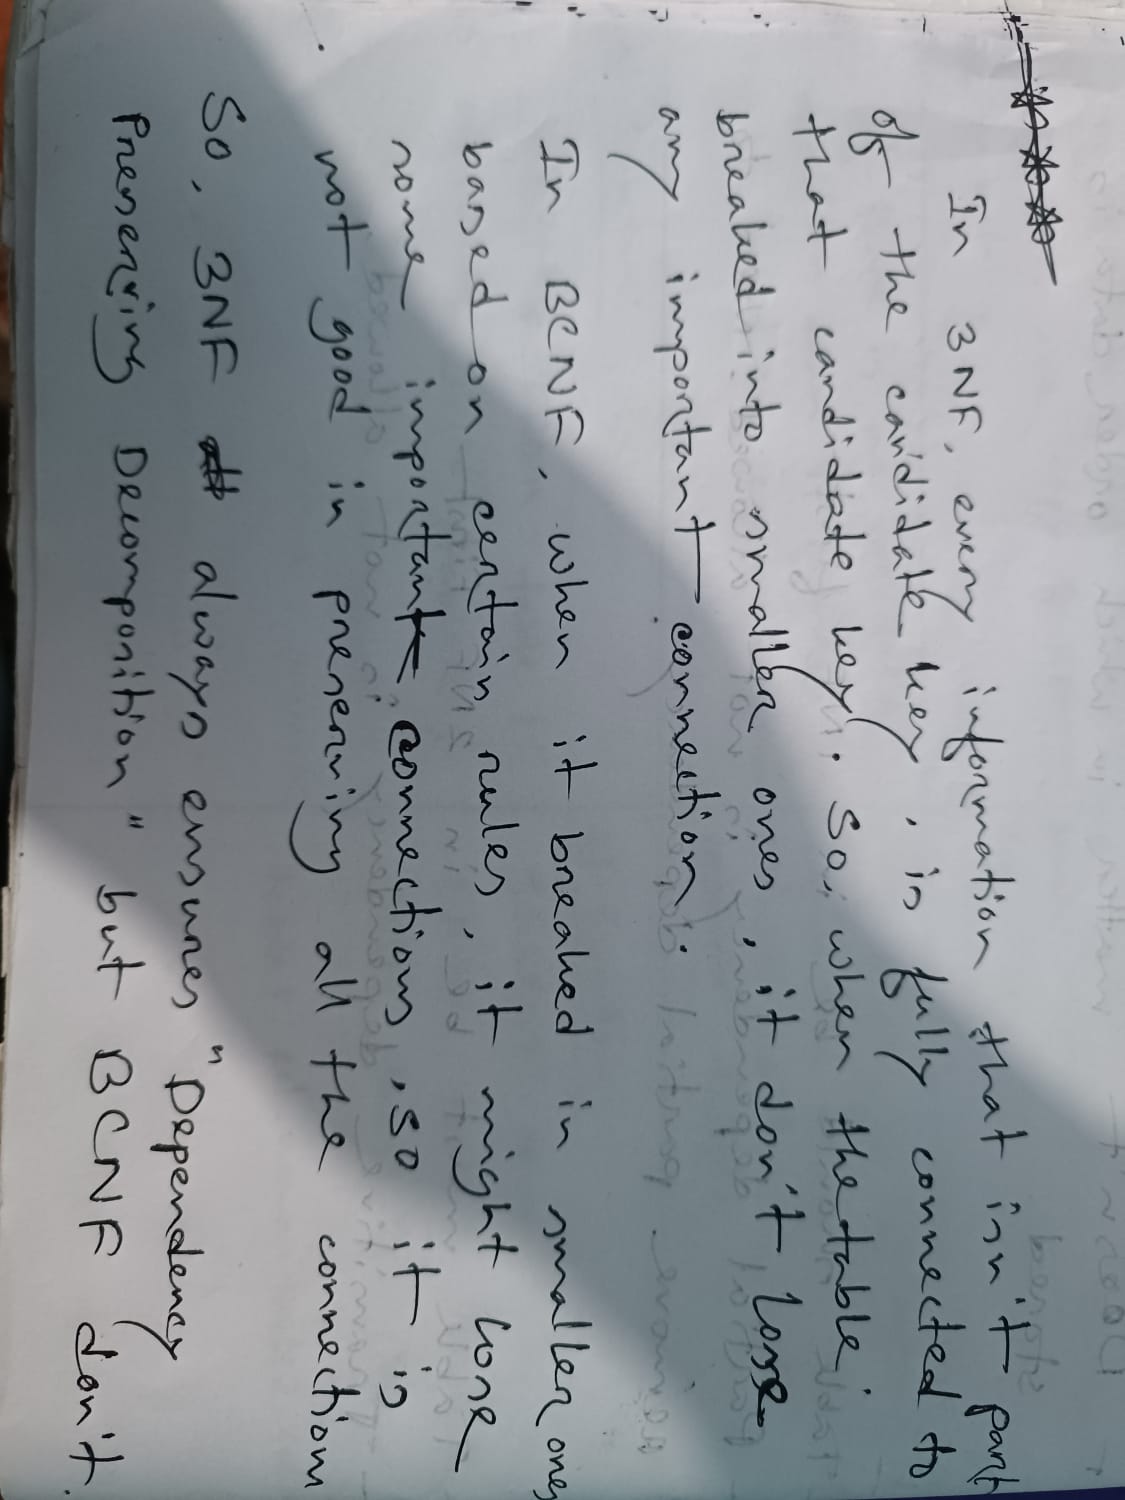 In 3NF, every information that isn't part
of the candidate key, is fully connected to
that candidate key. So, when the table
breaked into smaller ones, it don't lose
any important connection.
In BCNF, when it breaked in smaller ones
based on certain rules, it might lose
some important connections, so it is
not good in preserving all the connections
So, 3NF always ensures "Dependency
Preserving Decomposition" but BCNF don't.